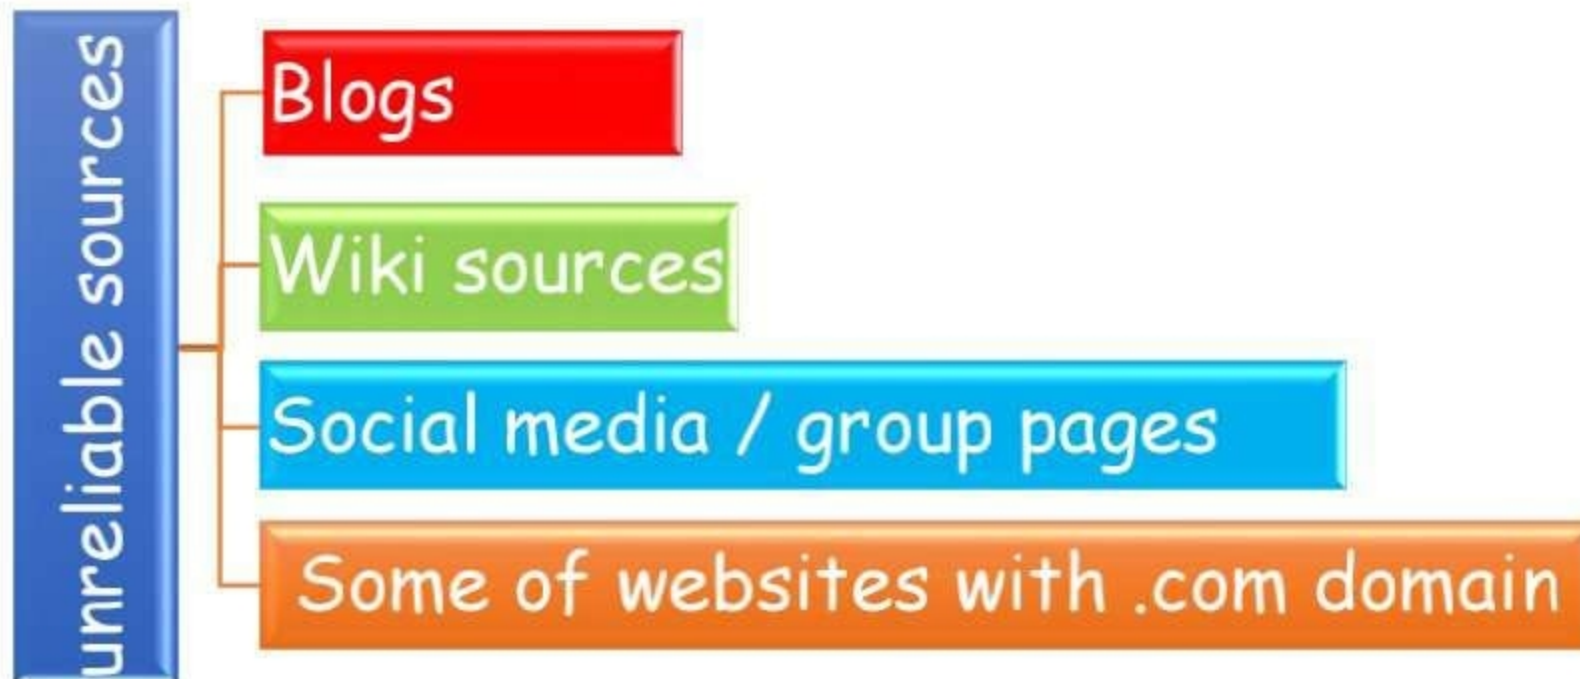 unreliable sources
Blogs
Wiki sources
Social media / group pages
Some of websites with .com domain